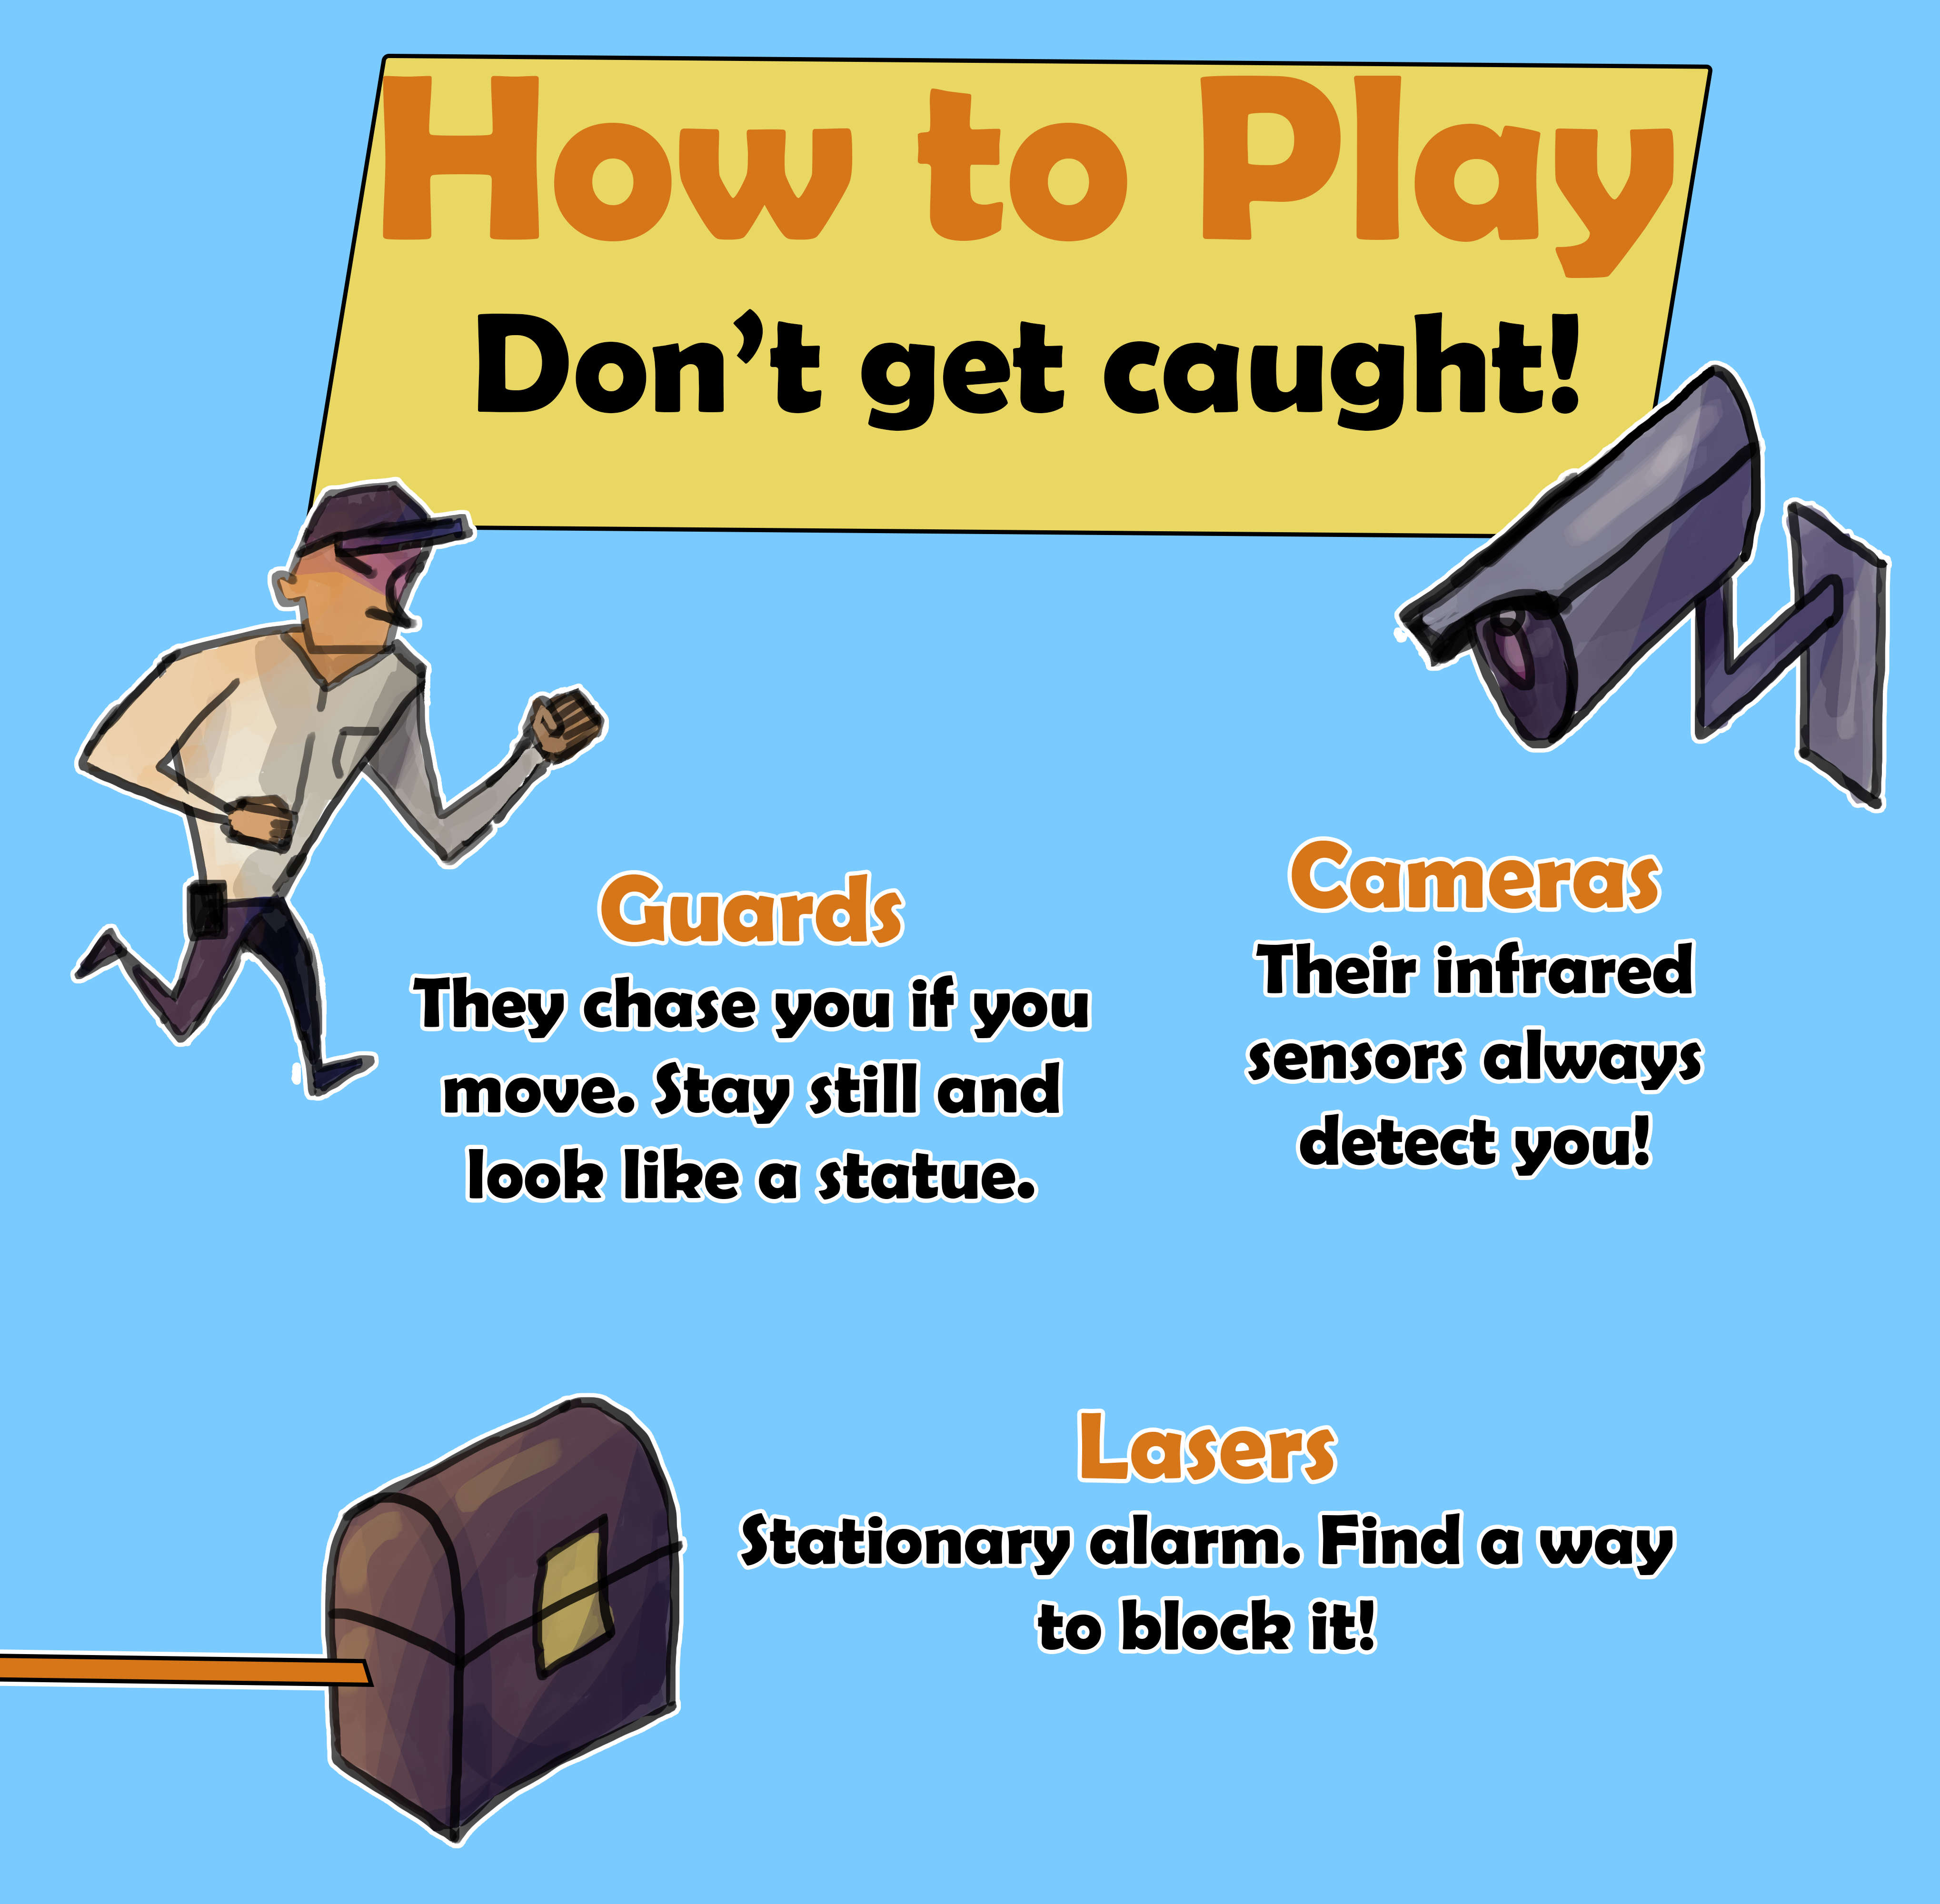 How to Play
Don't get caught!
Guards
They chase you if you
move. Stay still and
look like a statue.
Cameras
Their infrared
sensors always
detect you!
Lasers
Stationary alarm. Find a way
to block it!